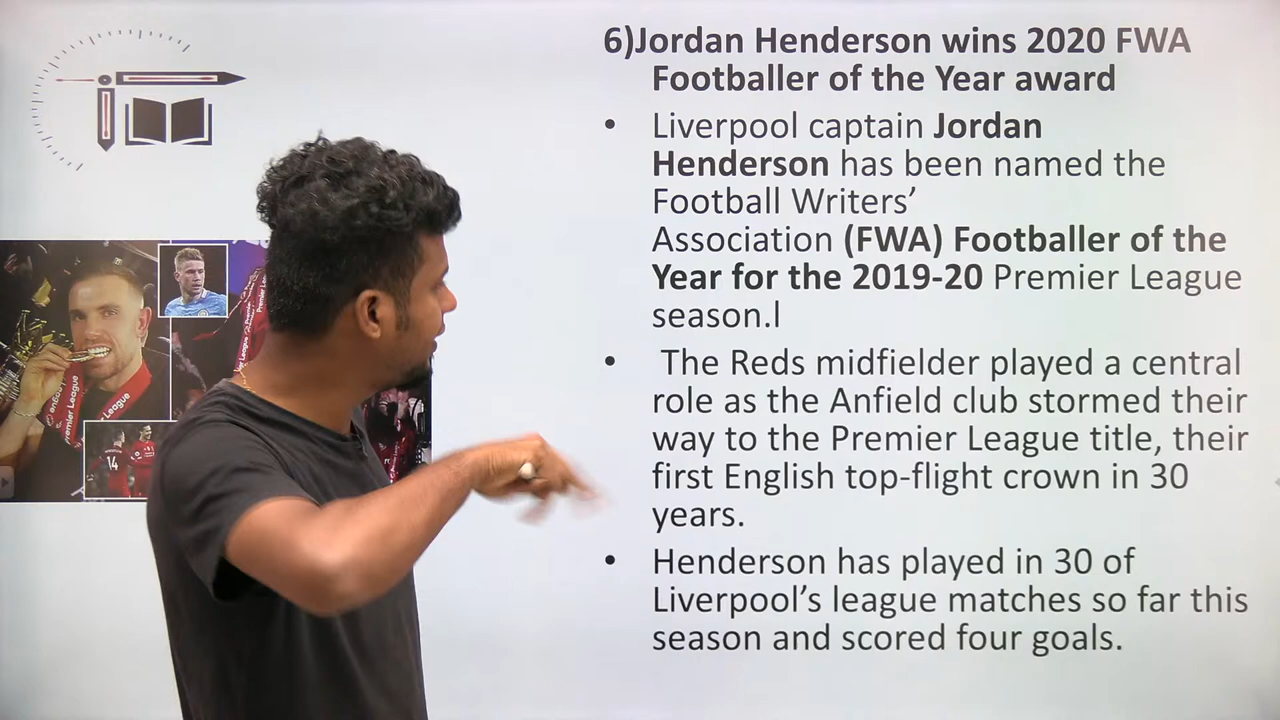 6)Jordan Henderson wins 2020 FWA
Footballer of the Year award
• Liverpool captain Jordan
Henderson has been named the
Football Writers’
Association (FWA) Footballer of the
Year for the 2019-20 Premier League
season.l
• The Reds midfielder played a central
role as the Anfield club stormed their
way to the Premier League title, their
first English top-flight crown in 30
years.
• Henderson has played in 30 of
Liverpool’s league matches so far this
season and scored four goals.
Premier League
League
14